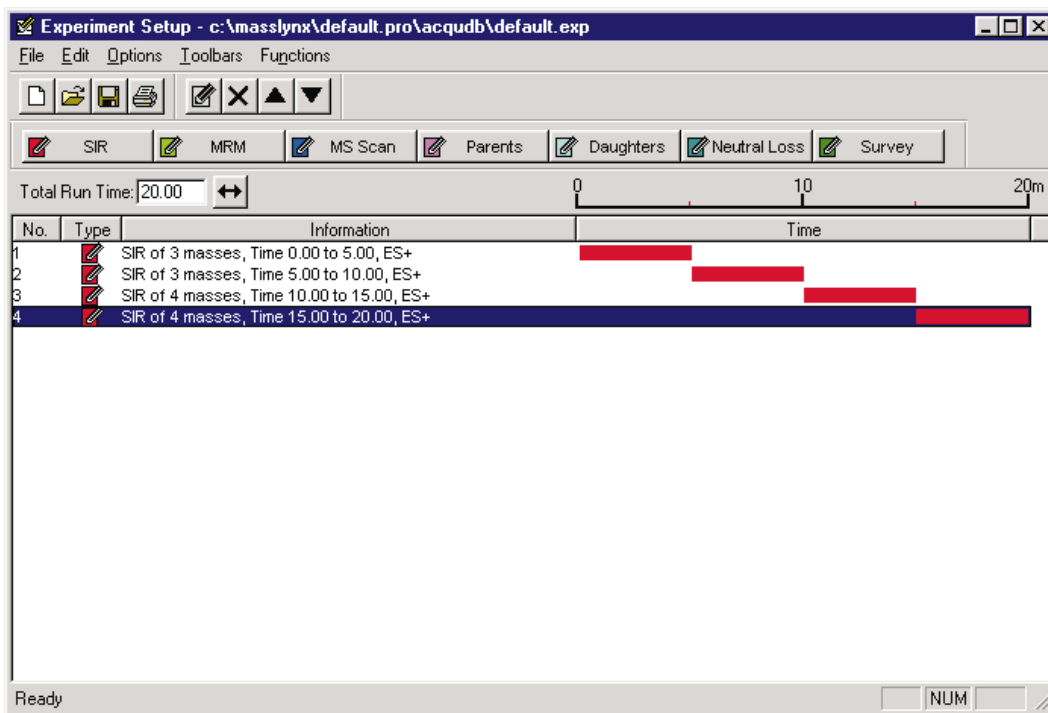 Experiment Setup - c:\masslynx\default.pro\acqudb\default.exp
File Edit Options Toolbars Functions
SIR MRM MS Scan Parents Daughters Neutral Loss Survey
Total Run Time: 20.00 0 10 20m
No. Type Information Time
1 SIR of 3 masses, Time 0.00 to 5.00, ES+
2 SIR of 3 masses, Time 5.00 to 10.00, ES+
3 SIR of 4 masses, Time 10.00 to 15.00, ES+
4 SIR of 4 masses, Time 15.00 to 20.00, ES+
Ready NUM